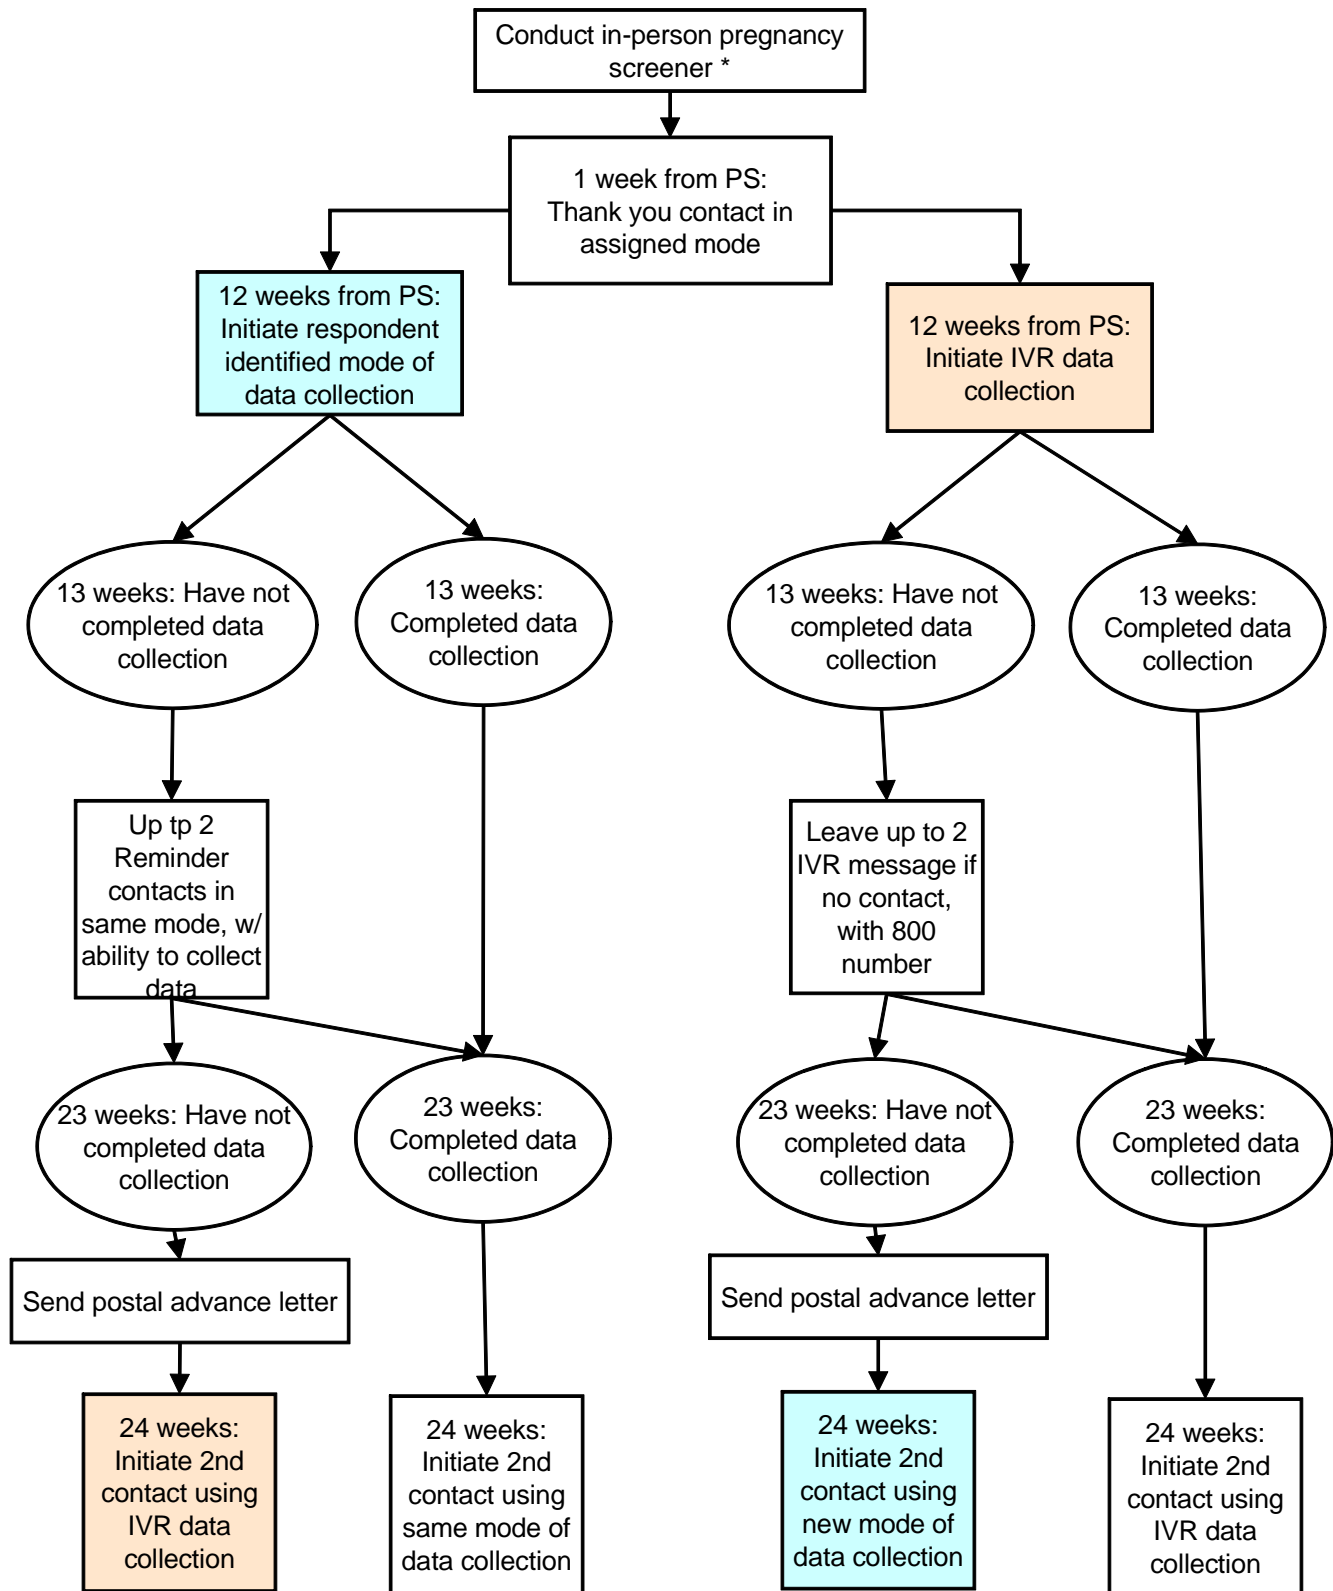 Conduct in-person pregnancy
screener *
1 week from PS:
Thank you contact in
assigned mode
12 weeks from PS:
Initiate respondent
identified mode of
data collection
12 weeks from PS:
Initiate IVR data
collection
13 weeks: Have not
completed data
collection
13 weeks:
Completed data
collection
13 weeks: Have not
completed data
collection
13 weeks:
Completed data
collection
Up tp 2
Reminder
contacts in
same mode, w/
ability to collect
data
Leave up to 2
IVR message if
no contact,
with 800
number
23 weeks: Have not
completed data
collection
23 weeks:
Completed data
collection
23 weeks: Have not
completed data
collection
23 weeks:
Completed data
collection
Send postal advance letter
Send postal advance letter
24 weeks:
Initiate 2nd
contact using
IVR data
collection
24 weeks:
Initiate 2nd
contact using
same mode of
data collection
24 weeks:
Initiate 2nd
contact using
new mode of
data collection
24 weeks:
Initiate 2nd
contact using
IVR data
collection